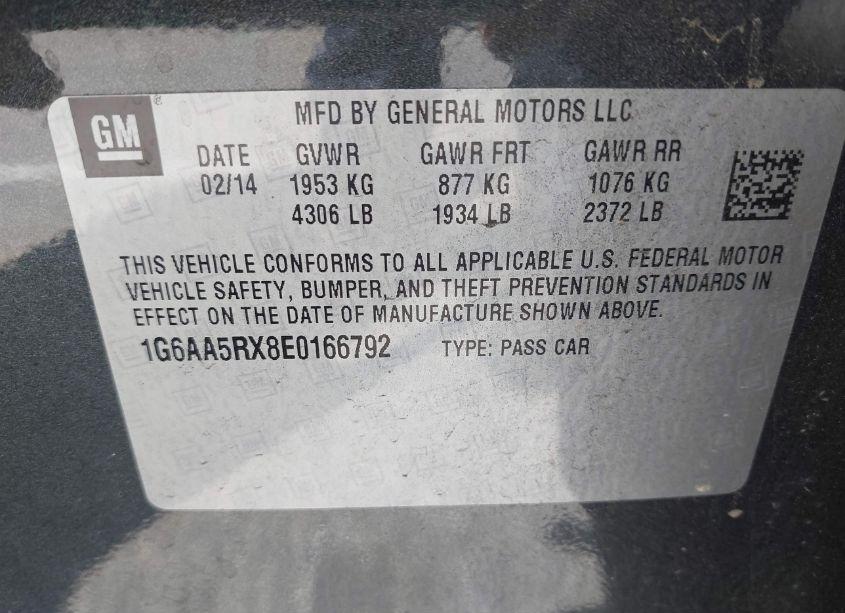 GM
MFD BY GENERAL MOTORS LLC
DATE GVWR GAWR FRT GAWR RR
02/14 1953 KG 877 KG 1076 KG
4306 LB 1934 LB 2372 LB
THIS VEHICLE CONFORMS TO ALL APPLICABLE U.S. FEDERAL MOTOR
VEHICLE SAFETY, BUMPER, AND THEFT PREVENTION STANDARDS IN
EFFECT ON THE DATE OF MANUFACTURE SHOWN ABOVE.
1G6AA5RX8E0166792 TYPE: PASS CAR